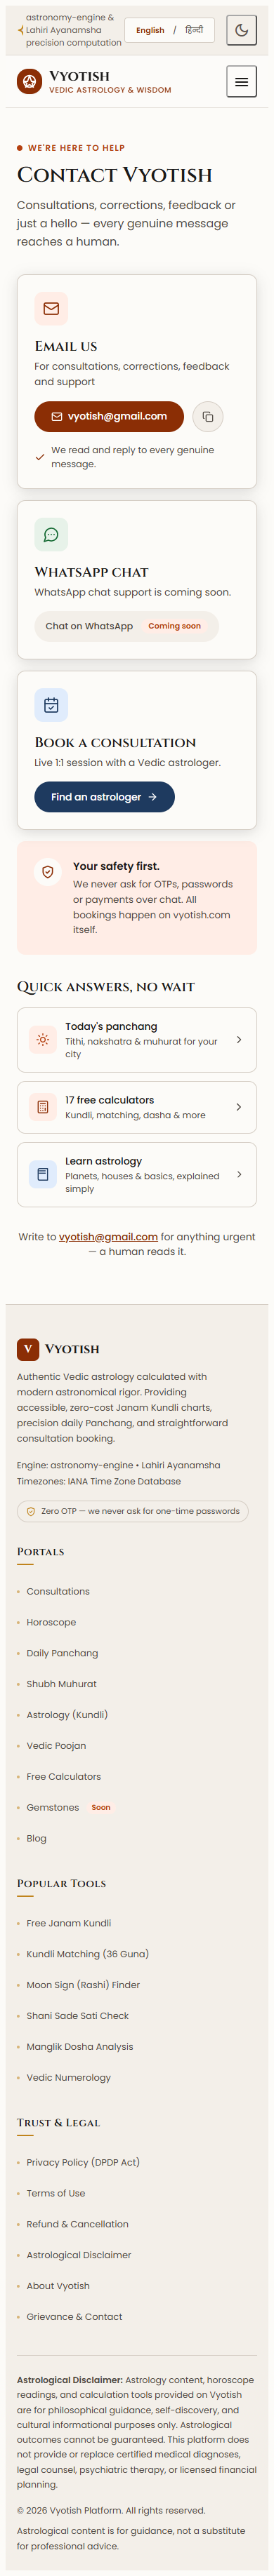 astronomy-engine &
Lahiri Ayanamsha
precision computation
English / हिन्दी
Vyotish
VEDIC ASTROLOGY & WISDOM
WE'RE HERE TO HELP
Contact Vyotish
Consultations, corrections, feedback or
just a hello — every genuine message
reaches a human.
Email us
For consultations, corrections, feedback
and support
vyotish@gmail.com
We read and reply to every genuine
message.
WhatsApp chat
WhatsApp chat support is coming soon.
Chat on WhatsApp Coming soon
Book a consultation
Live 1:1 session with a Vedic astrologer.
Find an astrologer
Your safety first.
We never ask for OTPs, passwords
or payments over chat. All
bookings happen on vyotish.com
itself.
Quick answers, no wait
Today's panchang
Tithi, nakshatra & muhurat for your
city
17 free calculators
Kundli, matching, dasha & more
Learn astrology
Planets, houses & basics, explained
simply
Write to vyotish@gmail.com for anything urgent
— a human reads it.
V Vyotish
Authentic Vedic astrology calculated with
modern astronomical rigor. Providing
accessible, zero-cost Janam Kundli charts,
precision daily Panchang, and straightforward
consultation booking.
Engine: astronomy-engine • Lahiri Ayanamsa
Timezones: IANA Time Zone Database
Zero OTP — we never ask for one-time passwords
Portals
Consultations
Horoscope
Daily Panchang
Shubh Muhurat
Astrology (Kundli)
Vedic Poojan
Free Calculators
Gemstones Soon
Blog
Popular Tools
Free Janam Kundli
Kundli Matching (36 Guna)
Moon Sign (Rashi) Finder
Shani Sade Sati Check
Manglik Dosha Analysis
Vedic Numerology
Trust & Legal
Privacy Policy (DPDP Act)
Terms of Use
Refund & Cancellation
Astrological Disclaimer
About Vyotish
Grievance & Contact
Astrological Disclaimer: Astrology content, horoscope
readings, and calculation tools provided on Vyotish
are for philosophical guidance, self-discovery, and
cultural informational purposes only. Astrological
outcomes cannot be guaranteed. This platform does
not provide or replace certified medical diagnoses,
legal counsel, psychiatric therapy, or licensed financial
planning.
© 2026 Vyotish Platform. All rights reserved.
Astrological content is for guidance, not a substitute
for professional advice.